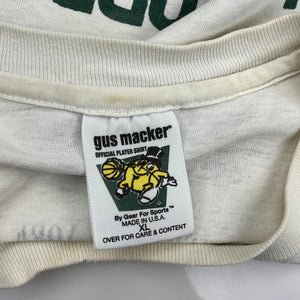 gus macker®
OFFICIAL PLAYER SHIRT
By Gear For Sports™
MADE IN U.S.A.
XL
OVER FOR CARE & CONTENT